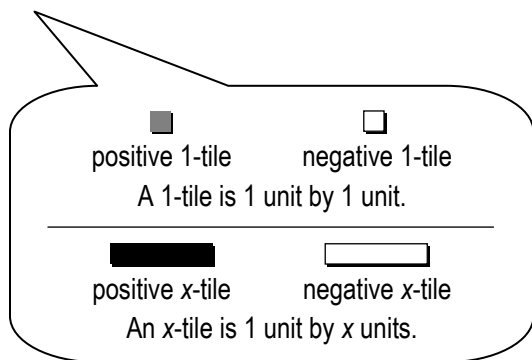 positive 1-tile negative 1-tile
A 1-tile is 1 unit by 1 unit.
positive x-tile negative x-tile
An x-tile is 1 unit by x units.